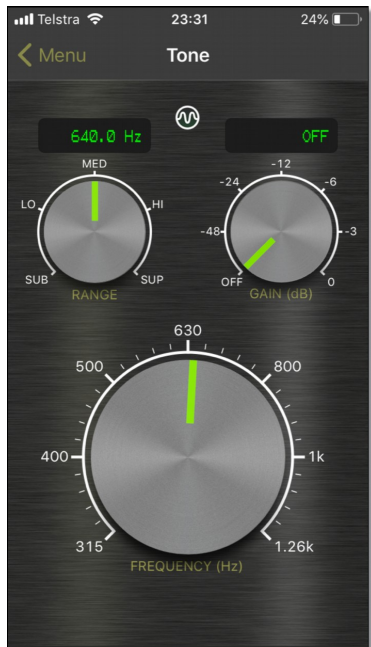 Telstra 23:31 24%
Menu Tone
640.0 Hz OFF
MED -12
-24 -6
LO HI
-48 -3
SUB SUP OFF 0
RANGE GAIN (dB)
630
500 800
400 1k
315 1.26k
FREQUENCY (Hz)